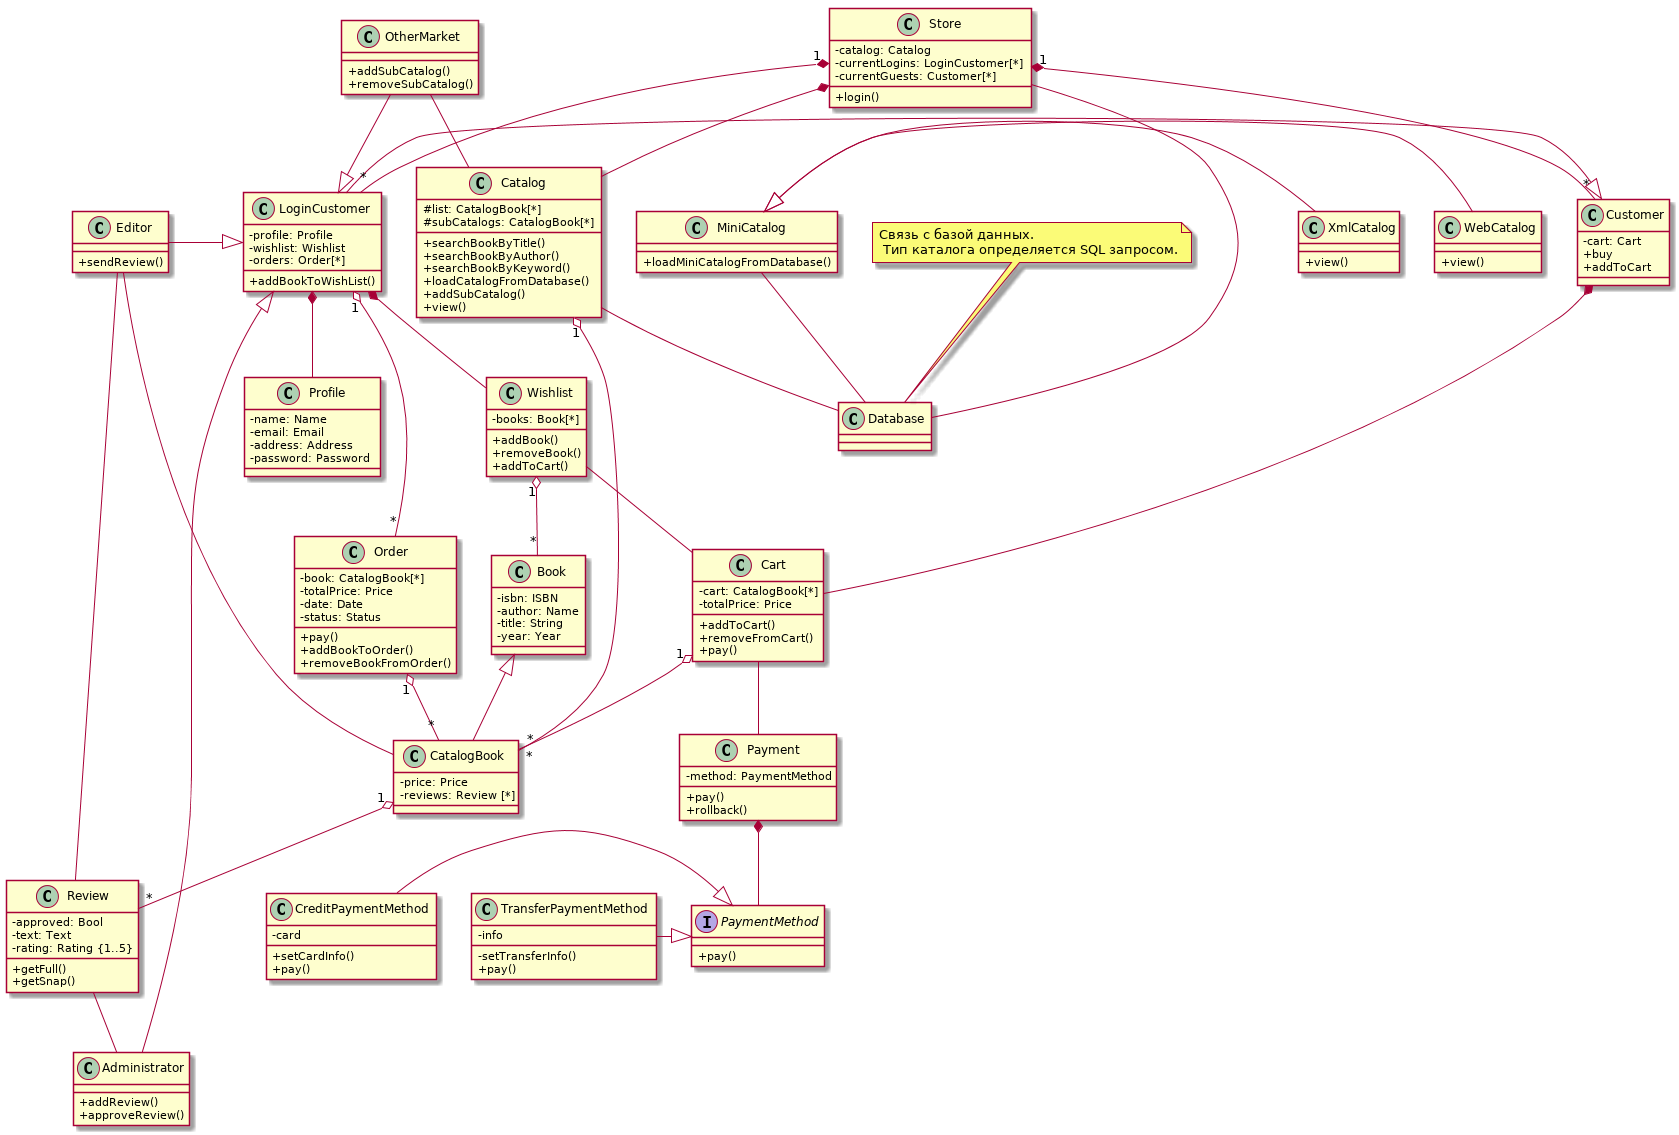 C OtherMarket
+addSubCatalog()
+removeSubCatalog()
C Store
-catalog: Catalog
-currentLogins: LoginCustomer[*]
-currentGuests: Customer[*]
+login()
1
1
*
*
C LoginCustomer
-profile: Profile
-wishlist: Wishlist
-orders: Order[*]
+addBookToWishList()
C Catalog
#list: CatalogBook[*]
#subCatalogs: CatalogBook[*]
+searchBookByTitle()
+searchBookByAuthor()
+searchBookByKeyword()
+loadCatalogFromDatabase()
+addSubCatalog()
+view()
C Editor
+sendReview()
C MiniCatalog
+loadMiniCatalogFromDatabase()
Связь с базой данных.
Тип каталога определяется SQL запросом.
C XmlCatalog
+view()
C WebCatalog
+view()
C Customer
-cart: Cart
+buy
+addToCart
1
1
C Profile
-name: Name
-email: Email
-address: Address
-password: Password
C Wishlist
-books: Book[*]
+addBook()
+removeBook()
+addToCart()
C Database
1
*
*
C Order
-book: CatalogBook[*]
-totalPrice: Price
-date: Date
-status: Status
+pay()
+addBookToOrder()
+removeBookFromOrder()
C Book
-isbn: ISBN
-author: Name
-title: String
-year: Year
C Cart
-cart: CatalogBook[*]
-totalPrice: Price
+addToCart()
+removeFromCart()
+pay()
1
1
*
*
*
C CatalogBook
-price: Price
-reviews: Review [*]
C Payment
-method: PaymentMethod
+pay()
+rollback()
1
*
C Review
-approved: Bool
-text: Text
-rating: Rating {1..5}
+getFull()
+getSnap()
C CreditPaymentMethod
-card
+setCardInfo()
+pay()
C TransferPaymentMethod
-info
-setTransferInfo()
+pay()
I PaymentMethod
+pay()
C Administrator
+addReview()
+approveReview()